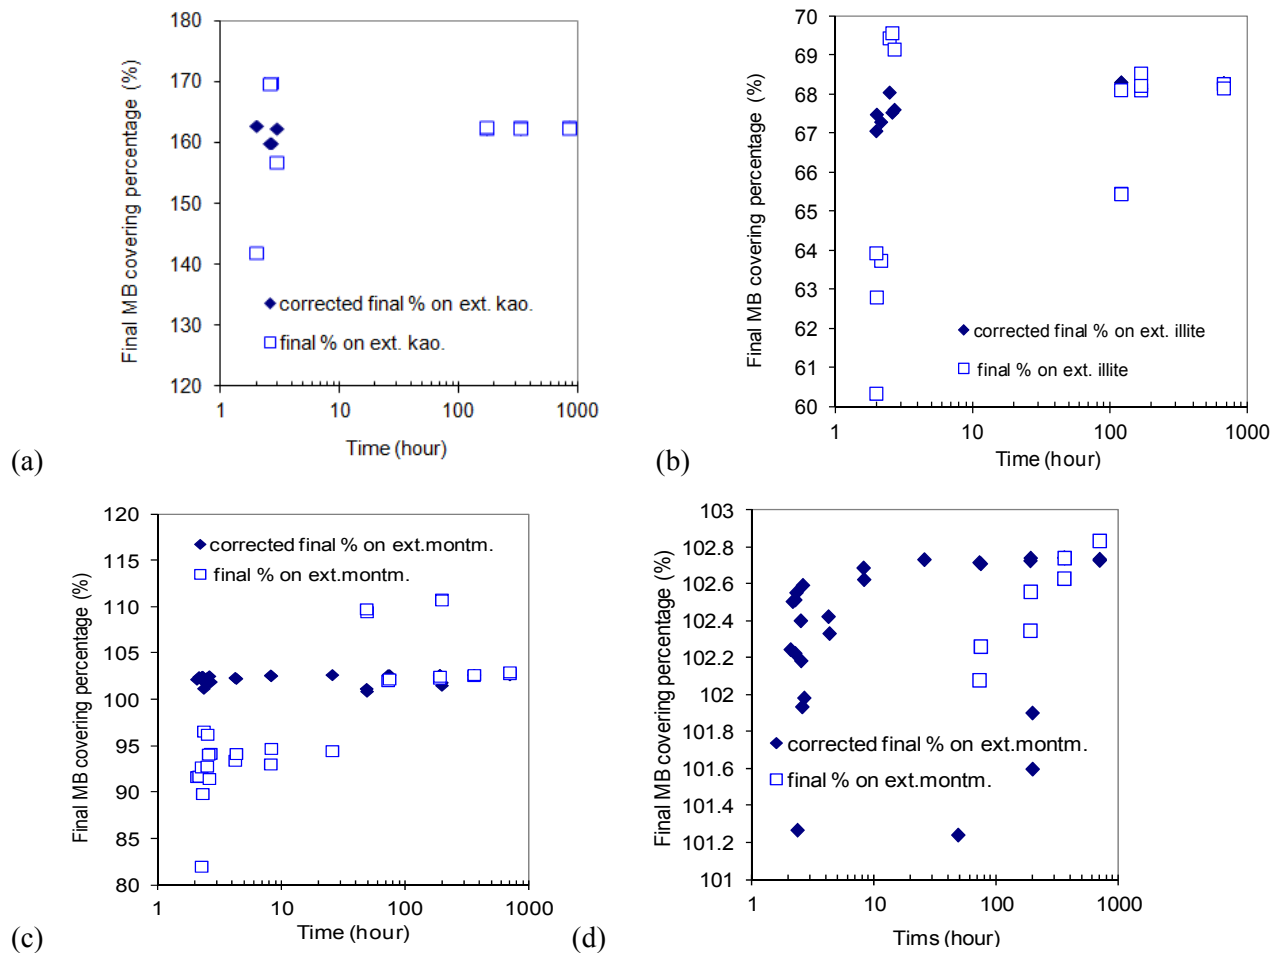 180
170
160
150
140
130
120
Final MB covering percentage (%)
corrected final % on ext. kao.
final % on ext. kao.
1 10 100 1000
Time (hour)
(a)
70
69
68
67
66
65
64
63
62
61
60
Final MB covering percentage (%)
corrected final % on ext. illite
final % on ext. illite
1 10 100 1000
Time (hour)
(b)
120
115
110
105
100
95
90
85
80
Final MB covering percentage (%)
corrected final % on ext.montm.
final % on ext.montm.
1 10 100 1000
Time (hour)
(c)
103
102.8
102.6
102.4
102.2
102
101.8
101.6
101.4
101.2
101
Final MB covering percentage (%)
corrected final % on ext.montm.
final % on ext.montm.
1 10 100 1000
Tims (hour)
(d)